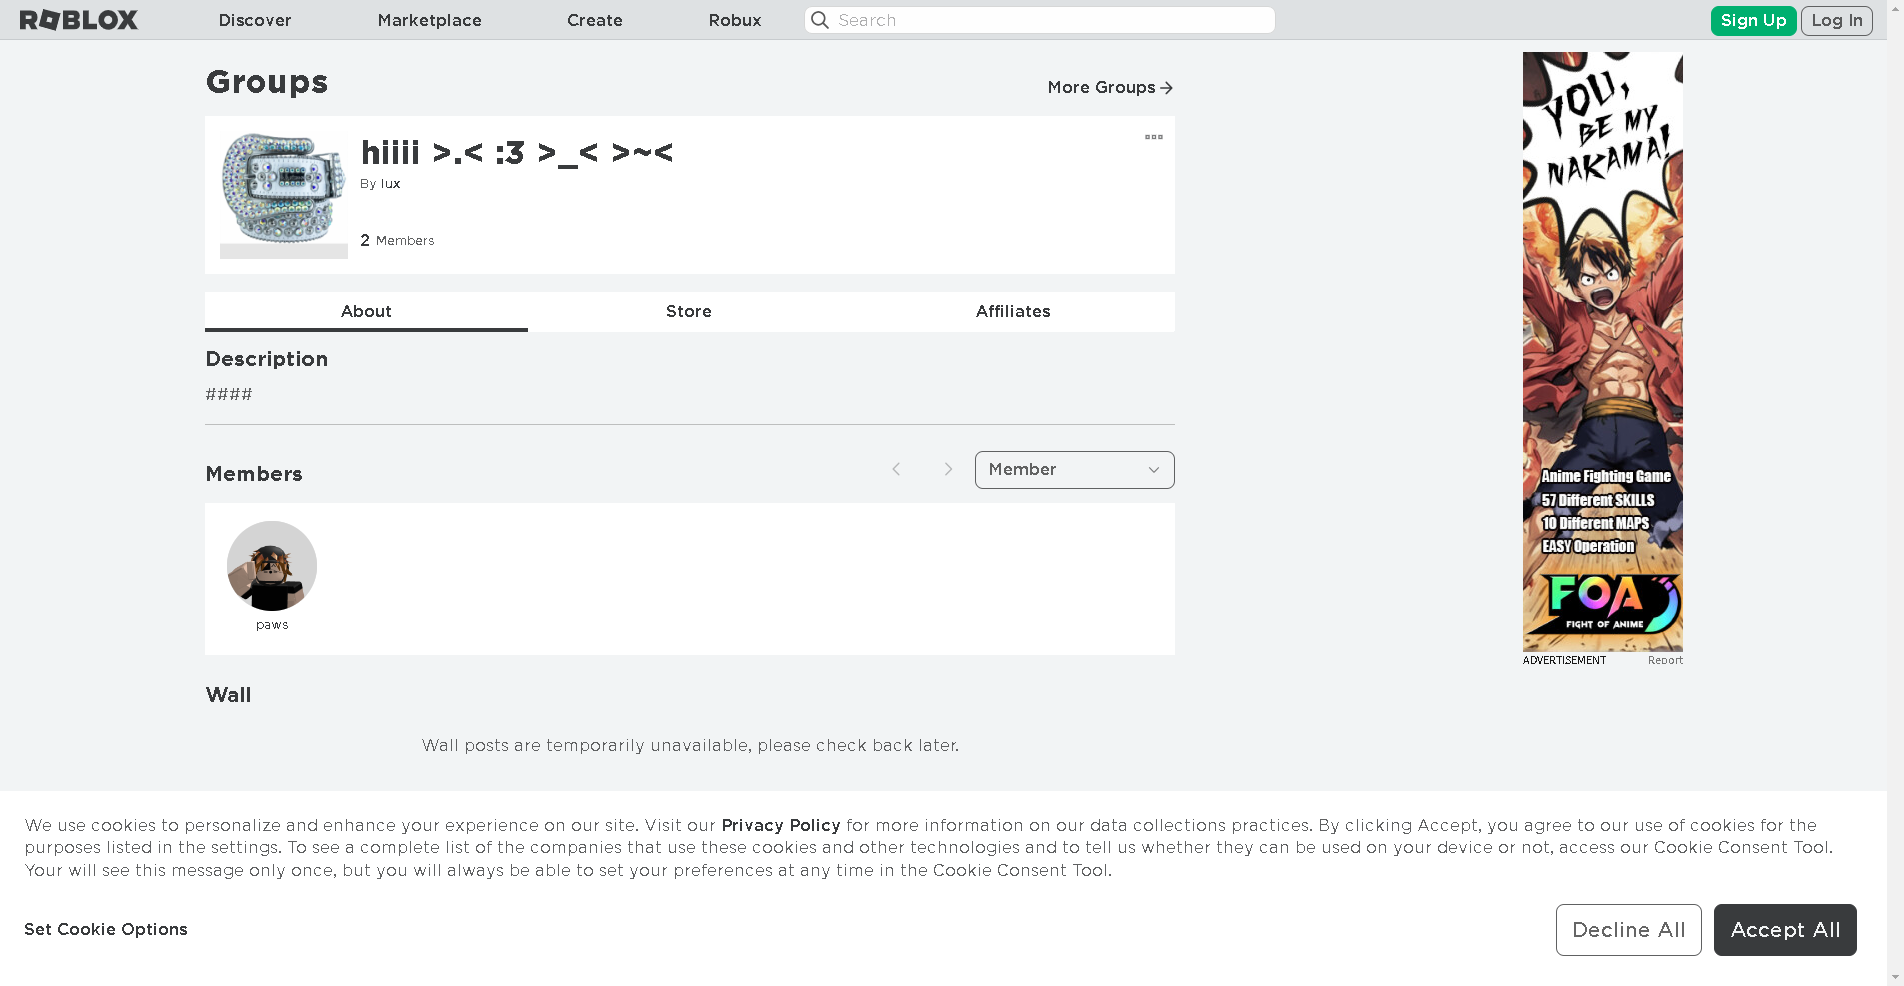 ROBLOX
Discover
Marketplace
Create
Robux
Search
Sign Up
Log In
Groups
More Groups
hiiii >.< :3 >_< >~<
By lux
2 Members
About
Store
Affiliates
Description
####
Members
Member
paws
Wall
Wall posts are temporarily unavailable, please check back later.
YOU,
BE MY
NAKAMA!
Anime Fighting Game
57 Different SKILLS
10 Different MAPS
EASY Operation
FOA
FIGHT OF ANIME
ADVERTISEMENT
Report
We use cookies to personalize and enhance your experience on our site. Visit our Privacy Policy for more information on our data collections practices. By clicking Accept, you agree to our use of cookies for the
purposes listed in the settings. To see a complete list of the companies that use these cookies and other technologies and to tell us whether they can be used on your device or not, access our Cookie Consent Tool.
Your will see this message only once, but you will always be able to set your preferences at any time in the Cookie Consent Tool.
Set Cookie Options
Decline All
Accept All